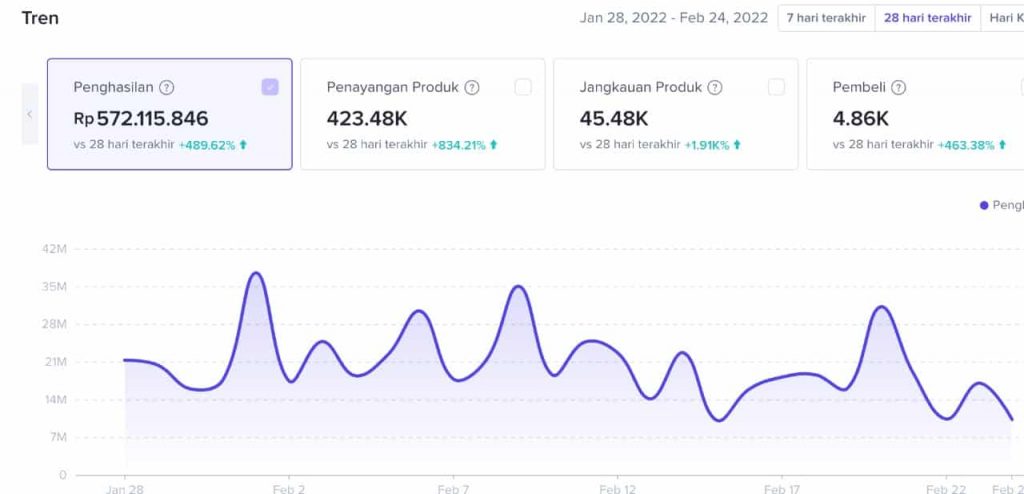 Tren
Jan 28, 2022 - Feb 24, 2022 7 hari terakhir 28 hari terakhir Hari
Penghasilan ?
Rp 572.115.846
vs 28 hari terakhir +489.62%
Penayangan Produk ?
423.48K
vs 28 hari terakhir +834.21%
Jangkauan Produk ?
45.48K
vs 28 hari terakhir +1.91K%
Pembeli ?
4.86K
vs 28 hari terakhir +463.38%
42M
35M
28M
21M
14M
7M
0
Jan 28 Feb 2 Feb 7 Feb 12 Feb 17 Feb 22 Feb